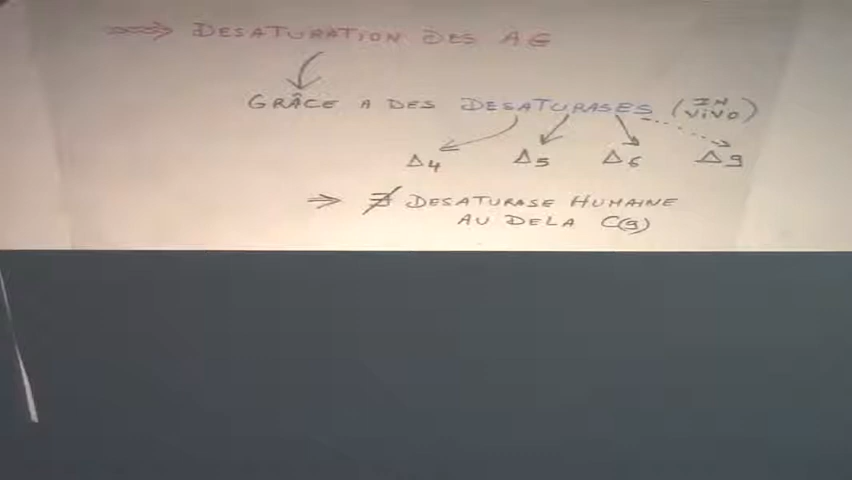 ⇒ DESATURATION DES AG
GRÂCE A DES DESATURASES (IN VIVO)
Δ4 Δ5 Δ6 Δ9
⇒ ∄ DESATURASE HUMAINE
AU DELA C(9)